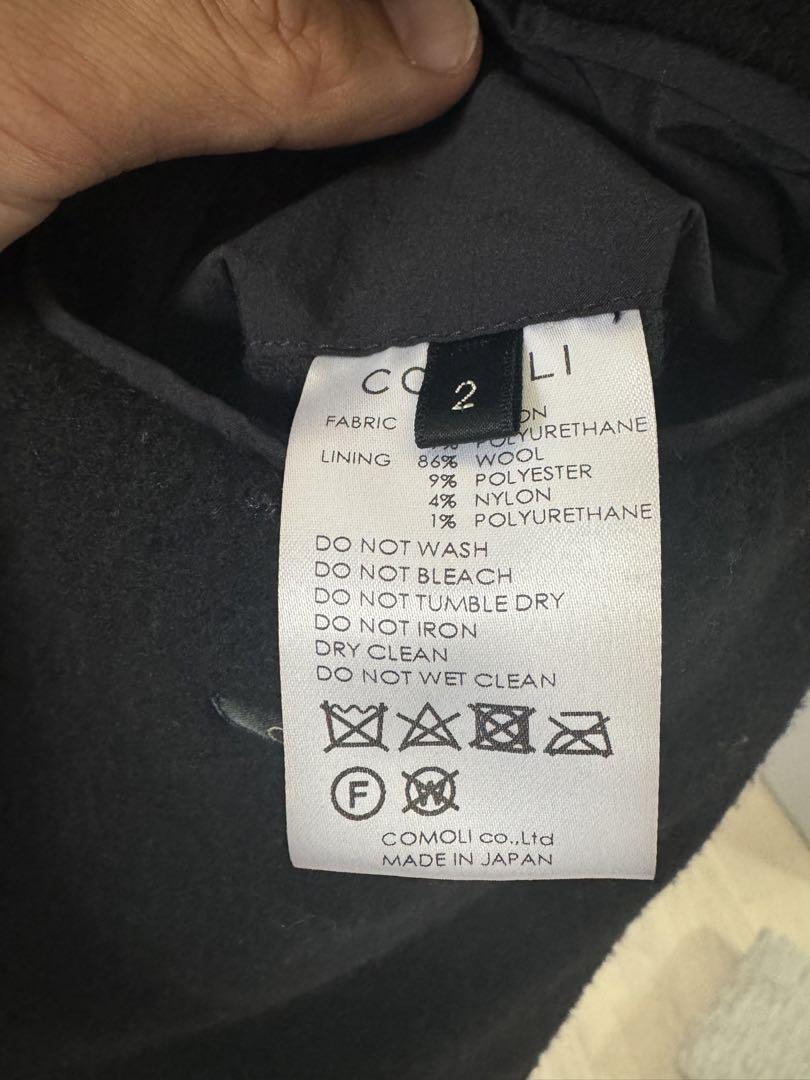 CO LI
2
FABRIC
POLYURETHANE
LINING 86% WOOL
9% POLYESTER
4% NYLON
1% POLYURETHANE
DO NOT WASH
DO NOT BLEACH
DO NOT TUMBLE DRY
DO NOT IRON
DRY CLEAN
DO NOT WET CLEAN
F W
COMOLI co.,Ltd
MADE IN JAPAN